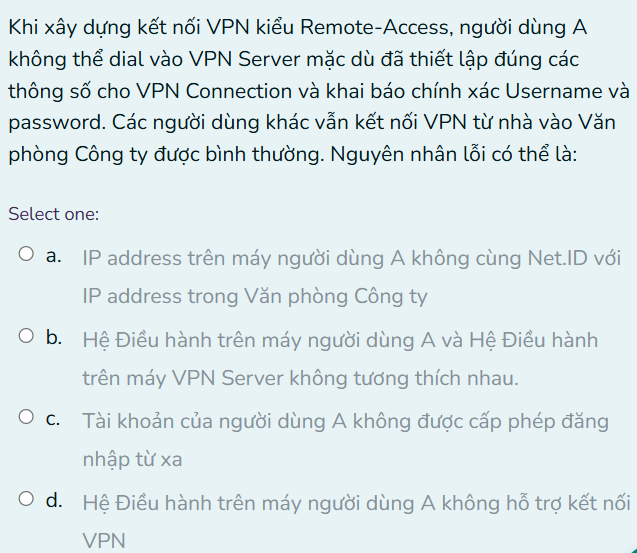 Khi xây dựng kết nối VPN kiểu Remote-Access, người dùng A
không thể dial vào VPN Server mặc dù đã thiết lập đúng các
thông số cho VPN Connection và khai báo chính xác Username và
password. Các người dùng khác vẫn kết nối VPN từ nhà vào Văn
phòng Công ty được bình thường. Nguyên nhân lỗi có thể là:
Select one:
a. IP address trên máy người dùng A không cùng Net.ID với
IP address trong Văn phòng Công ty
b. Hệ Điều hành trên máy người dùng A và Hệ Điều hành
trên máy VPN Server không tương thích nhau.
c. Tài khoản của người dùng A không được cấp phép đăng
nhập từ xa
d. Hệ Điều hành trên máy người dùng A không hỗ trợ kết nối
VPN